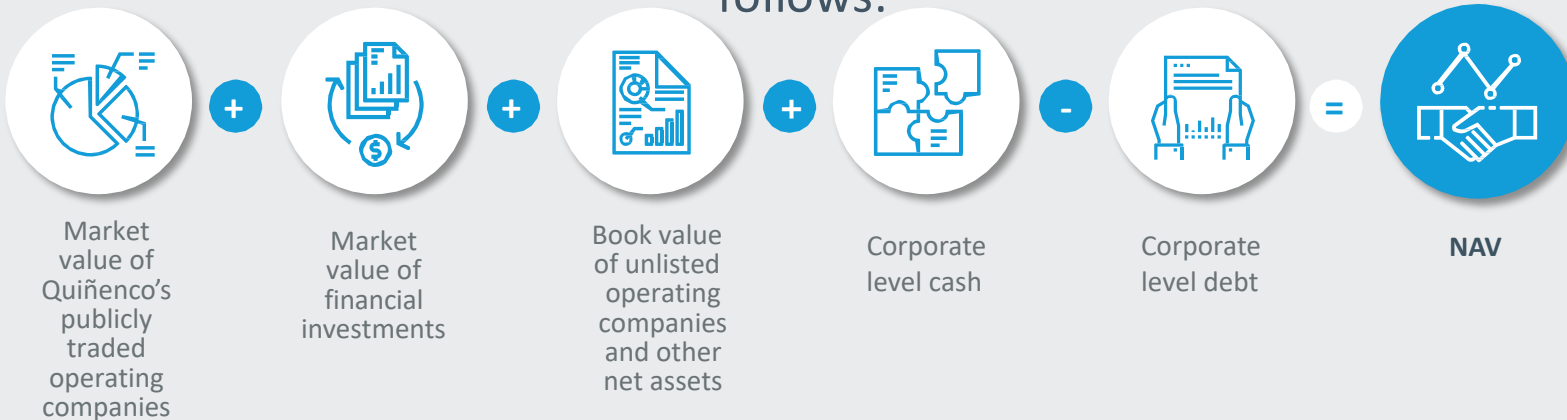 follows:
+
+
+
-
=
$
Market
value of
Quiñenco’s
publicly
traded
operating
companies
Market
value of
financial
investments
Book value
of unlisted
operating
companies
and other
net assets
Corporate
level cash
Corporate
level debt
NAV